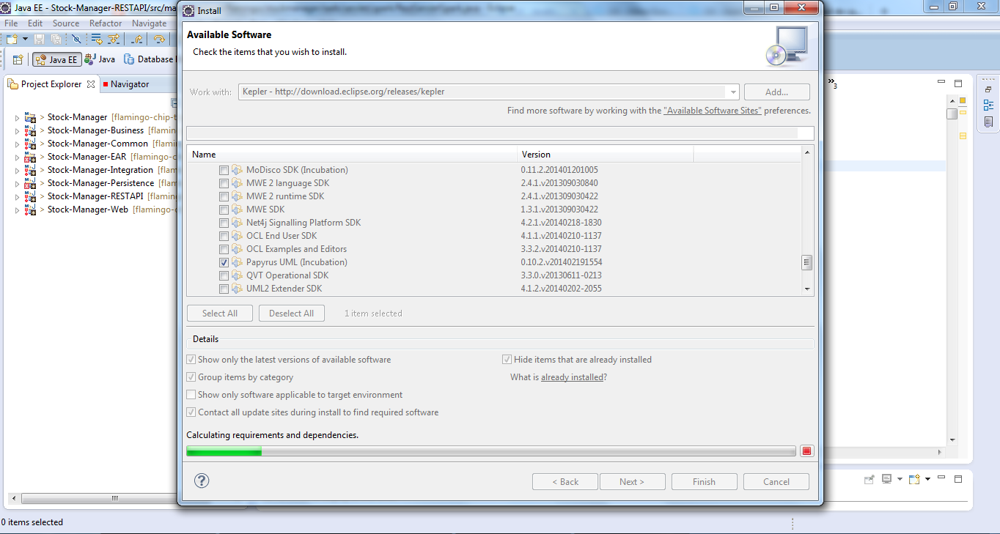 Java EE - Stock-Manager-RESTAPI/src/ma
Install
File Edit Source Refactor Navigate
Available Software
Check the items that you wish to install.
Java EE Java Database
Project Explorer Navigator
Work with: Kepler - http://download.eclipse.org/releases/kepler Add...
3
Find more software by working with the "Available Software Sites" preferences.
Stock-Manager [flamingo-chip-t
Stock-Manager-Business [flaming
Stock-Manager-Common [flami
Stock-Manager-EAR [flamingo-c
Stock-Manager-Integration [flam
Stock-Manager-Persistence [flam
Stock-Manager-RESTAPI [flamin
Stock-Manager-Web [flamingo-c
Name Version
MoDisco SDK (Incubation) 0.11.2.201401201005
MWE 2 language SDK 2.4.1.v201309030840
MWE 2 runtime SDK 2.4.1.v201309030422
MWE SDK 1.3.1.v201309030422
Net4j Signalling Platform SDK 4.2.1.v20140218-1830
OCL End User SDK 4.1.1.v20140210-1137
OCL Examples and Editors 3.3.2.v20140210-1137
Papyrus UML (Incubation) 0.10.2.v201402191554
QVT Operational SDK 3.3.0.v20130611-0213
UML2 Extender SDK 4.1.2.v20140202-2055
Select All Deselect All 1 item selected
Details
Show only the latest versions of available software Hide items that are already installed
Group items by category What is already installed?
Show only software applicable to target environment
Contact all update sites during install to find required software
Calculating requirements and dependencies.
< Back Next > Finish Cancel
0 items selected